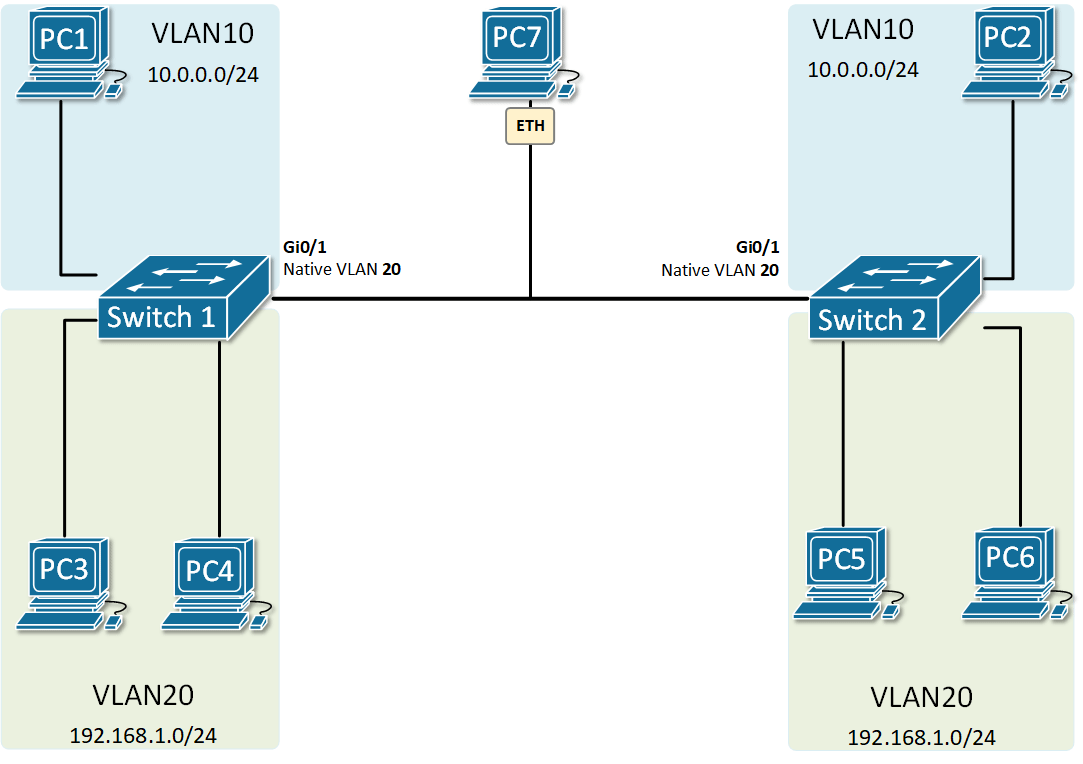 PC1
VLAN10
10.0.0.0/24
PC7
ETH
VLAN10
10.0.0.0/24
PC2
Gi0/1
Native VLAN 20
Gi0/1
Native VLAN 20
Switch 1
Switch 2
PC3
PC4
VLAN20
192.168.1.0/24
PC5
PC6
VLAN20
192.168.1.0/24